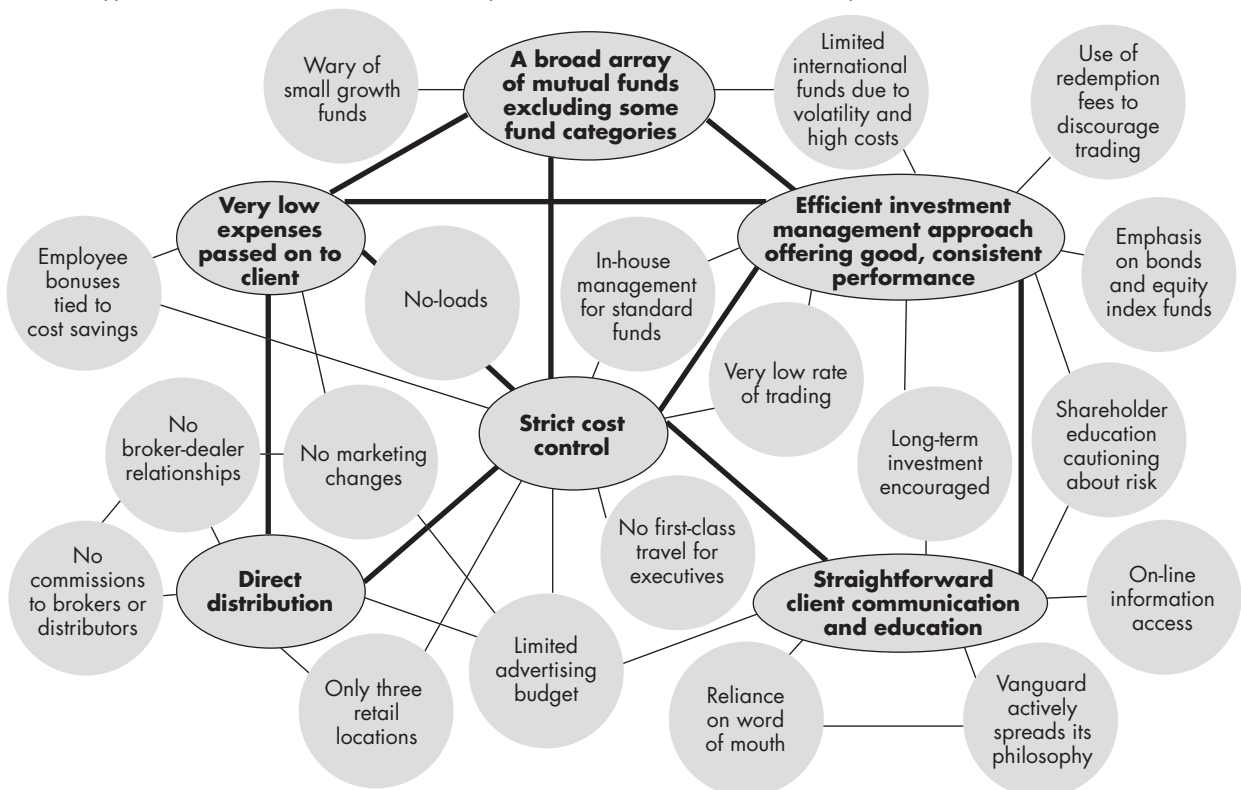 Wary of
small growth
funds
A broad array
of mutual funds
excluding some
fund categories
Limited
international
funds due to
volatility and
high costs
Use of
redemption
fees to
discourage
trading
Very low
expenses
passed on to
client
Efficient investment
management approach
offering good, consistent
performance
Employee
bonuses
tied to
cost savings
No-loads
In-house
management
for standard
funds
Emphasis
on bonds
and equity
index funds
Very low rate
of trading
Strict cost
control
No
broker-dealer
relationships
No marketing
changes
Long-term
investment
encouraged
Shareholder
education
cautioning
about risk
No
commissions
to brokers or
distributors
Direct
distribution
No first-class
travel for
executives
Straightforward
client communication
and education
On-line
information
access
Only three
retail
locations
Limited
advertising
budget
Reliance
on word
of mouth
Vanguard
actively
spreads its
philosophy